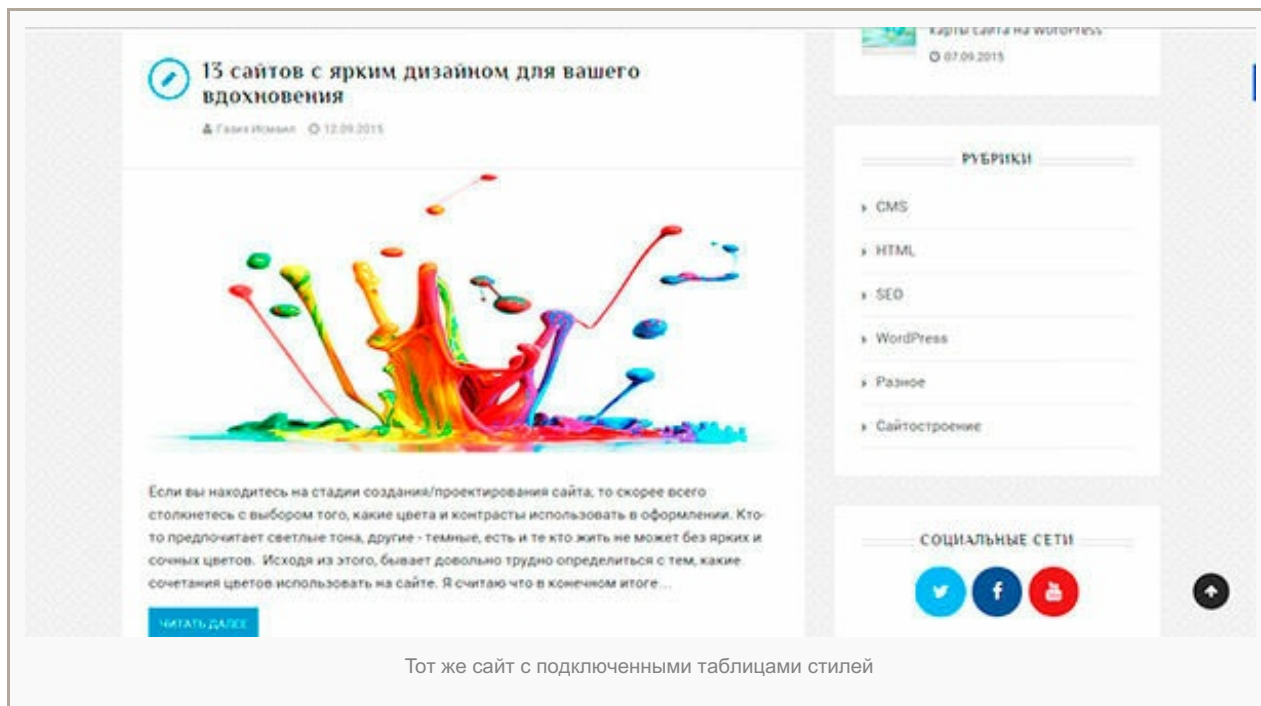 13 сайтов с ярким дизайном для вашего
вдохновения
Газиз Исмаил 12.09.2015
Если вы находитесь на стадии создания/проектирования сайта, то скорее всего
столкнетесь с выбором того, какие цвета и контрасты использовать в оформлении. Кто-
то предпочитает светлые тона, другие - темные, есть и те кто жить не может без ярких и
сочных цветов. Исходя из этого, бывает довольно трудно определиться с тем, какие
сочетания цветов использовать на сайте. Я считаю что в конечном итоге...
ЧИТАТЬ ДАЛЕЕ
карты сайта на WordPress
07.09.2015
РУБРИКИ
CMS
HTML
SEO
WordPress
Разное
Сайтостроение
СОЦИАЛЬНЫЕ СЕТИ
Тот же сайт с подключенными таблицами стилей